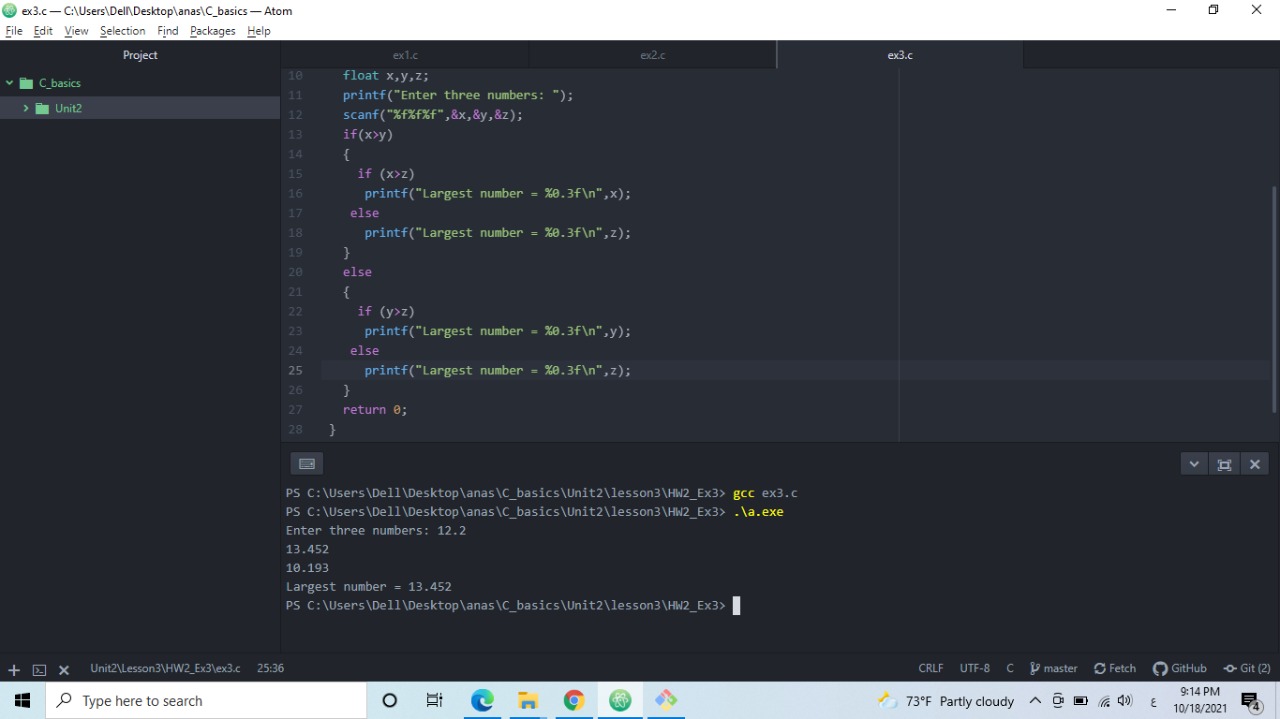 ex3.c — C:\Users\Dell\Desktop\anas\C_basics — Atom
File Edit View Selection Find Packages Help
Project
ex1.c ex2.c ex3.c
C_basics
Unit2
10 float x,y,z;
11 printf("Enter three numbers: ");
12 scanf("%f%f%f",&x,&y,&z);
13 if(x>y)
14 {
15 if (x>z)
16 printf("Largest number = %0.3f\n",x);
17 else
18 printf("Largest number = %0.3f\n",z);
19 }
20 else
21 {
22 if (y>z)
23 printf("Largest number = %0.3f\n",y);
24 else
25 printf("Largest number = %0.3f\n",z);
26 }
27 return 0;
28 }
PS C:\Users\Dell\Desktop\anas\C_basics\Unit2\lesson3\HW2_Ex3> gcc ex3.c
PS C:\Users\Dell\Desktop\anas\C_basics\Unit2\lesson3\HW2_Ex3> .\a.exe
Enter three numbers: 12.2
13.452
10.193
Largest number = 13.452
PS C:\Users\Dell\Desktop\anas\C_basics\Unit2\lesson3\HW2_Ex3>
Unit2\Lesson3\HW2_Ex3\ex3.c 25:36 CRLF UTF-8 C master Fetch GitHub Git (2)
Type here to search 73°F Partly cloudy ع 9:14 PM
10/18/2021 4